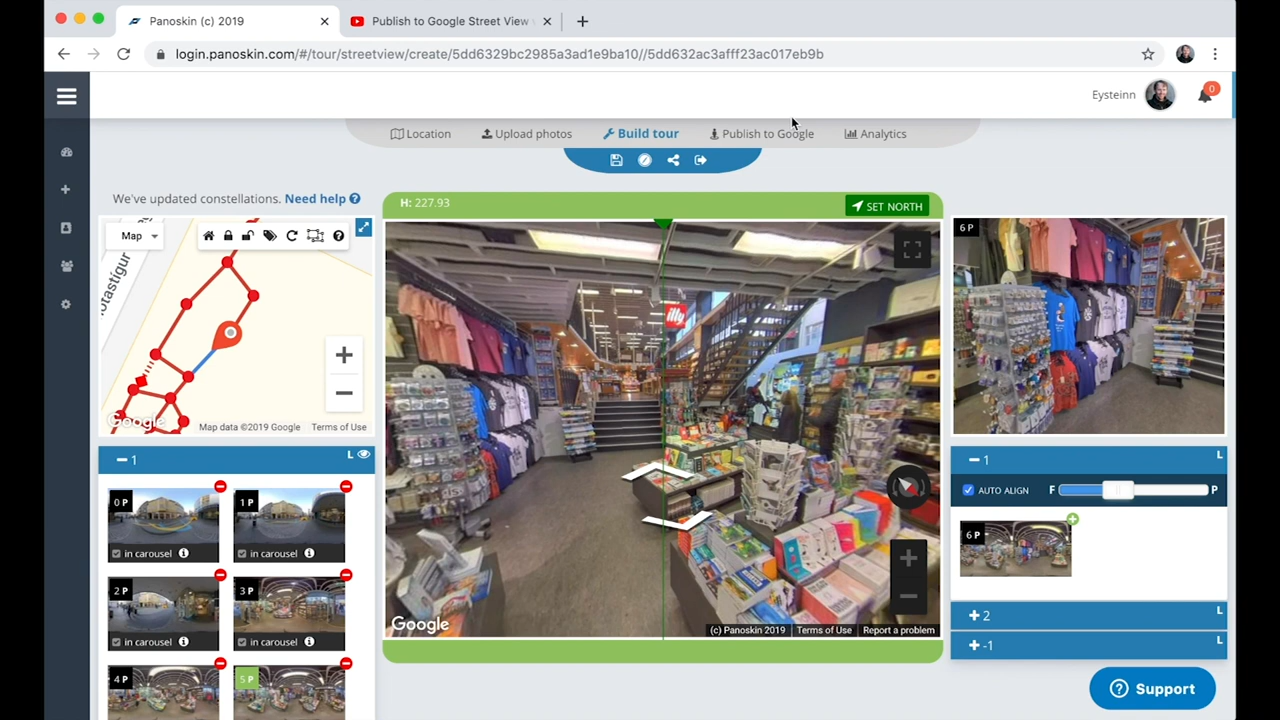 Panoskin (c) 2019
Publish to Google Street View
login.panoskin.com/#/tour/streetview/create/5dd6329bc2985a3ad1e9ba10//5dd632ac3afff23ac017eb9b
Eysteinn
0
Location
Upload photos
Build tour
Publish to Google
Analytics
We've updated constellations. Need help
H: 227.93
SET NORTH
Map
otastígur
Google
Map data ©2019 Google
Terms of Use
illy
Google
(c) Panoskin 2019
Terms of Use
Report a problem
6 P
1
L
0 P
in carousel
1 P
in carousel
2 P
in carousel
3 P
in carousel
4 P
5 P
1
L
AUTO ALIGN
F
P
6 P
2
L
-1
L
Support